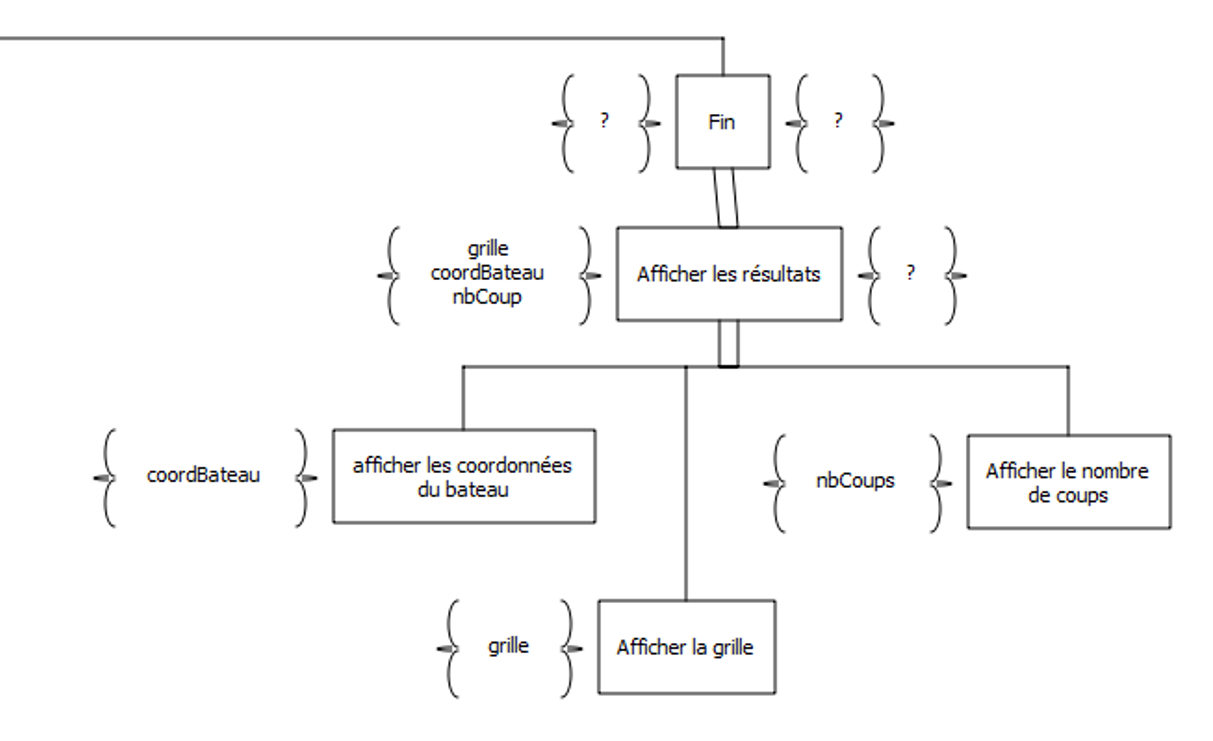 ?
Fin
?
grille
coordBateau
nbCoup
Afficher les résultats
?
coordBateau
afficher les coordonnées
du bateau
nbCoups
Afficher le nombre
de coups
grille
Afficher la grille